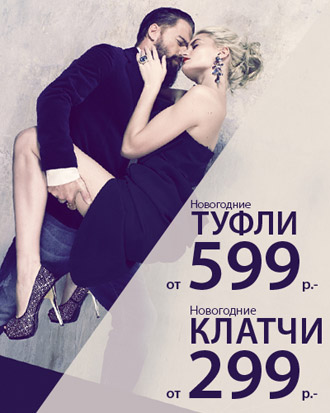 Новогодние
ТУФЛИ
от 599 р.-
Новогодние
КЛАТЧИ
от 299 р.-